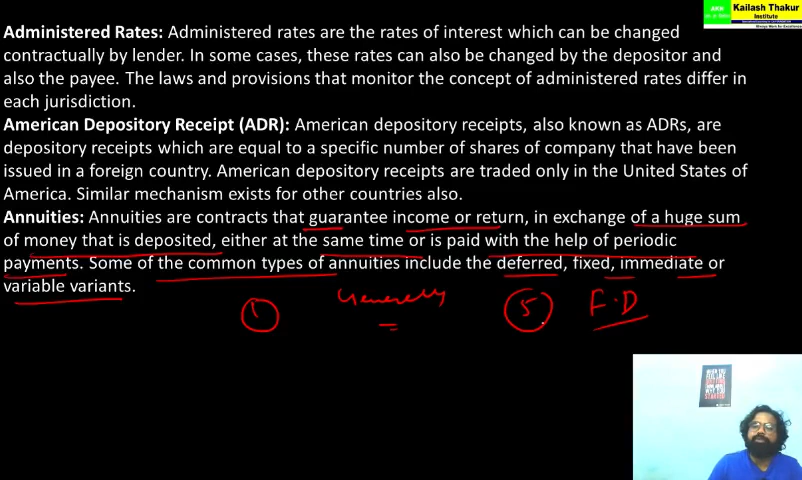 AKN
Kailash Thakur
Institute
Administered Rates: Administered rates are the rates of interest which can be changed
contractually by lender. In some cases, these rates can also be changed by the depositor and
also the payee. The laws and provisions that monitor the concept of administered rates differ in
each jurisdiction.
American Depository Receipt (ADR): American depository receipts, also known as ADRs, are
depository receipts which are equal to a specific number of shares of company that have been
issued in a foreign country. American depository receipts are traded only in the United States of
America. Similar mechanism exists for other countries also.
Annuities: Annuities are contracts that guarantee income or return, in exchange of a huge sum
of money that is deposited, either at the same time or is paid with the help of periodic
payments. Some of the common types of annuities include the deferred, fixed, immediate or
variable variants.
1 Generally 5 F.D